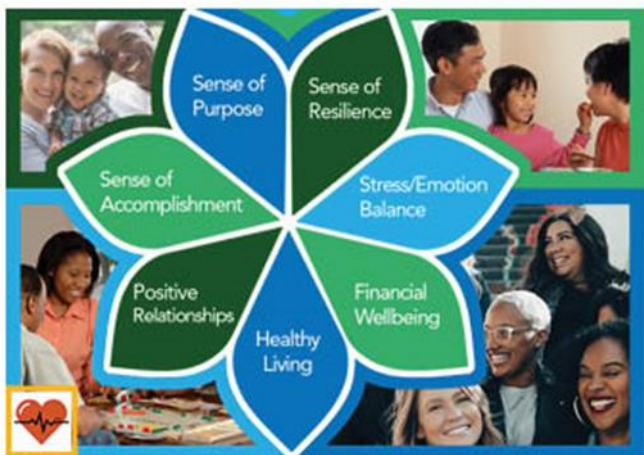 Sense of
Purpose
Sense of
Resilience
Sense of
Accomplishment
Stress/Emotion
Balance
Positive
Relationships
Financial
Wellbeing
Healthy
Living